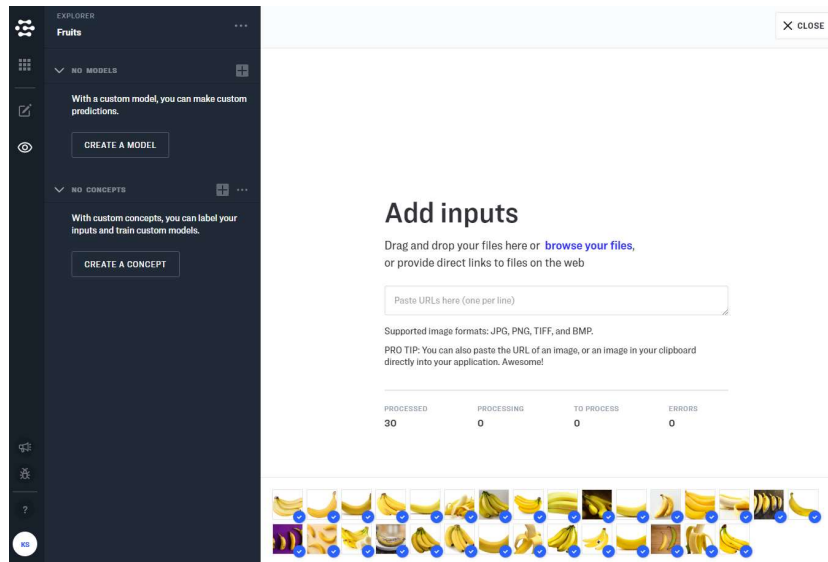 EXPLORER
Fruits
...
NO MODELS
With a custom model, you can make custom
predictions.
CREATE A MODEL
NO CONCEPTS
...
With custom concepts, you can label your
inputs and train custom models.
CREATE A CONCEPT
?
KS
CLOSE
Add inputs
Drag and drop your files here or browse your files,
or provide direct links to files on the web
Paste URLs here (one per line)
Supported image formats: JPG, PNG, TIFF, and BMP.
PRO TIP: You can also paste the URL of an image, or an image in your clipboard
directly into your application. Awesome!
PROCESSED PROCESSING TO PROCESS ERRORS
30 0 0 0